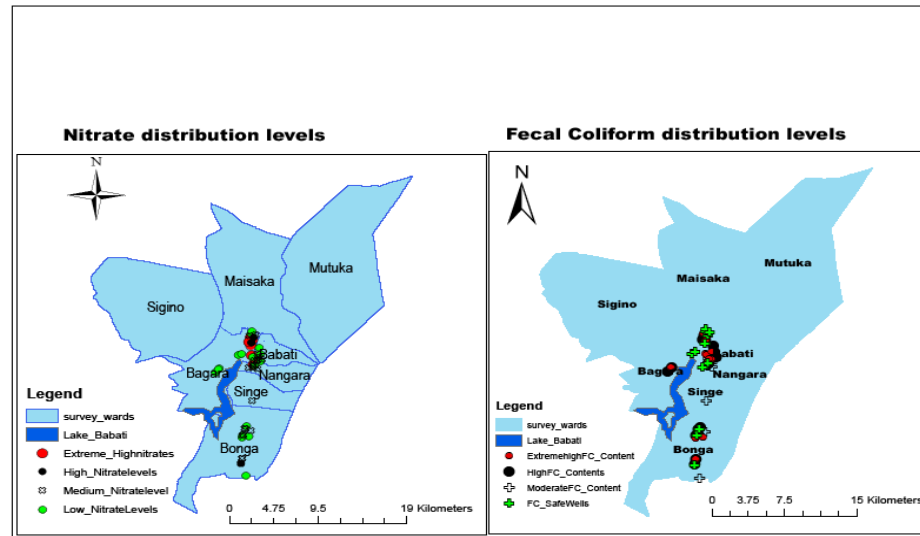 Nitrate distribution levels
N
Mutuka
Maisaka
Sigino
Babati
Bagara
Nangara
Singe
Bonga
Legend
survey_wards
Lake_Babati
Extreme_Highnitrates
High_Nitratelevels
Medium_Nitratelevel
Low_NitrateLevels
0 4.75 9.5 19 Kilometers
Fecal Coliform distribution levels
N
Mutuka
Maisaka
Sigino
Babati
Bagara
Nangara
Singe
Bonga
Legend
survey_wards
Lake_Babati
ExtremehighFC_Content
HighFC_Contents
ModerateFC_Content
FC_SafeWells
0 3.75 7.5 15 Kilometers